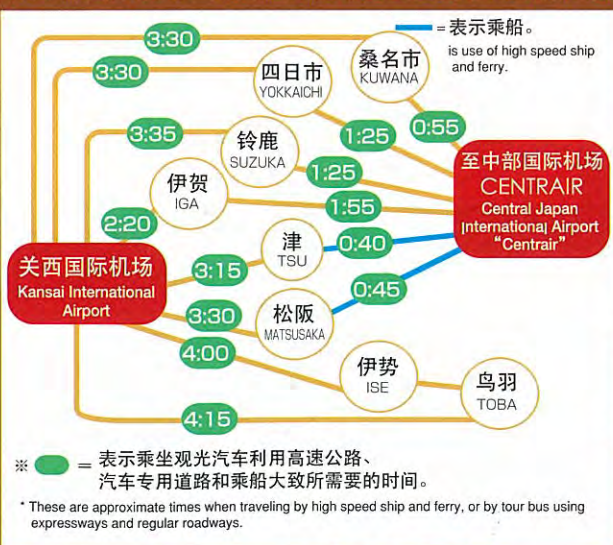 3:30
= 表示乘船。
is use of high speed ship
and ferry.
桑名市
KUWANA
3:30
四日市
YOKKAICHI
0:55
3:35
铃鹿
SUZUKA
1:25
至中部国际机场
CENTRAIR
Central Japan
International Airport
“Centrair”
伊贺
IGA
1:25
1:55
2:20
关西国际机场
Kansai International
Airport
津
TSU
0:40
3:15
0:45
3:30
松阪
MATSUSAKA
4:00
伊势
ISE
鸟羽
TOBA
4:15
※ = 表示乘坐观光汽车利用高速公路、
汽车专用道路和乘船大致所需要的时间。
* These are approximate times when traveling by high speed ship and ferry, or by tour bus using
expressways and regular roadways.